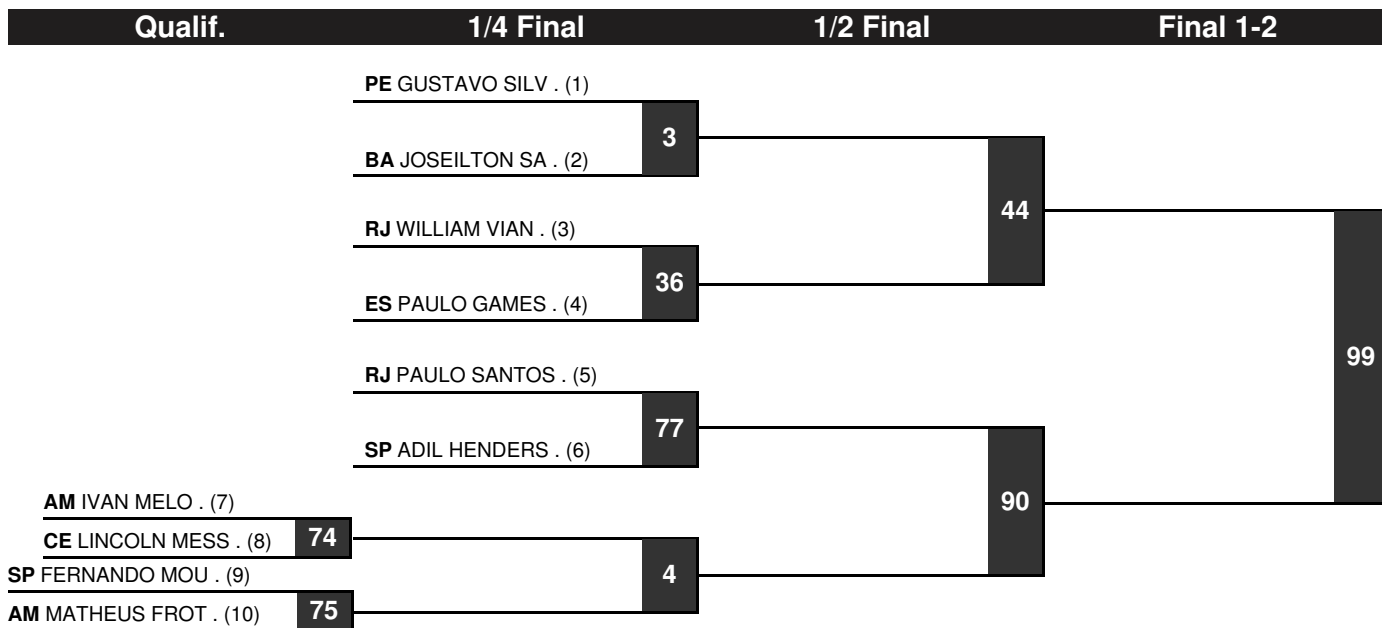 Qualif. 1/4 Final 1/2 Final Final 1-2
PE GUSTAVO SILV . (1)
3
BA JOSEILTON SA . (2)
44
RJ WILLIAM VIAN . (3)
36
ES PAULO GAMES . (4)
99
RJ PAULO SANTOS . (5)
77
SP ADIL HENDERS . (6)
90
AM IVAN MELO . (7)
74
CE LINCOLN MESS . (8)
4
SP FERNANDO MOU . (9)
75
AM MATHEUS FROT . (10)